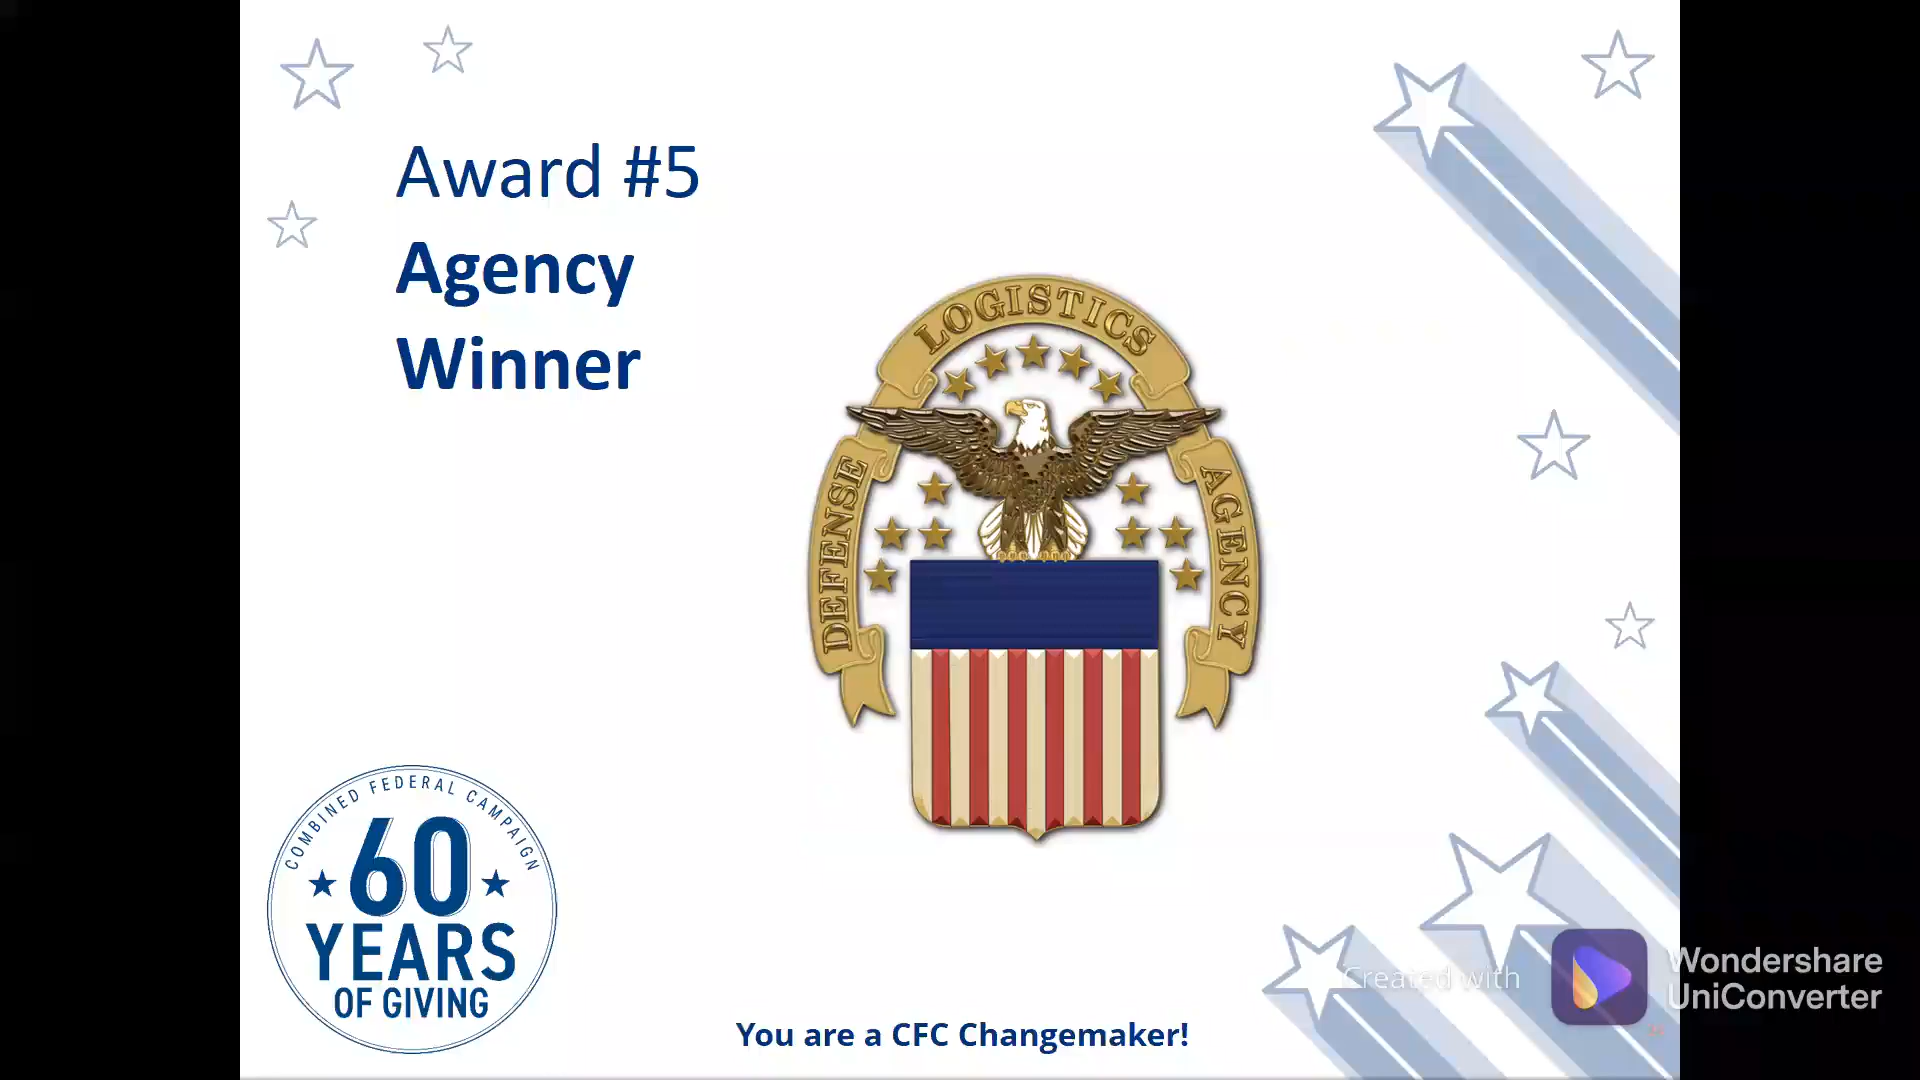 Award #5
Agency
Winner
LOGISTICS
DEFENSE
AGENCY
COMBINED FEDERAL CAMPAIGN
60
YEARS
OF GIVING
You are a CFC Changemaker!
Created with
Wondershare
UniConverter